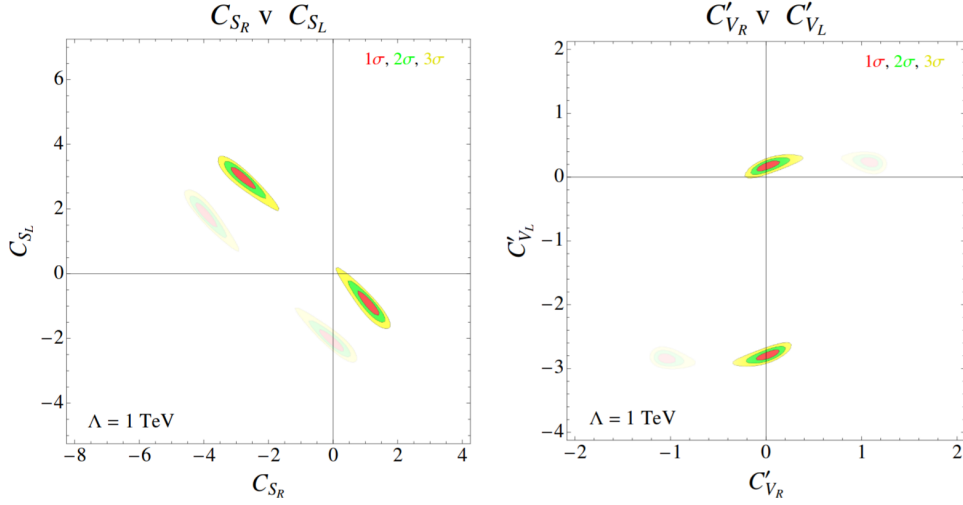 C_{S_R} v C_{S_L}
1σ, 2σ, 3σ
6
4
2
0
−2
−4
C_{S_L}
Λ = 1 TeV
−8 −6 −4 −2 0 2 4
C_{S_R}
C′_{V_R} v C′_{V_L}
1σ, 2σ, 3σ
2
1
0
−1
−2
−3
−4
C′_{V_L}
Λ = 1 TeV
−2 −1 0 1 2
C′_{V_R}